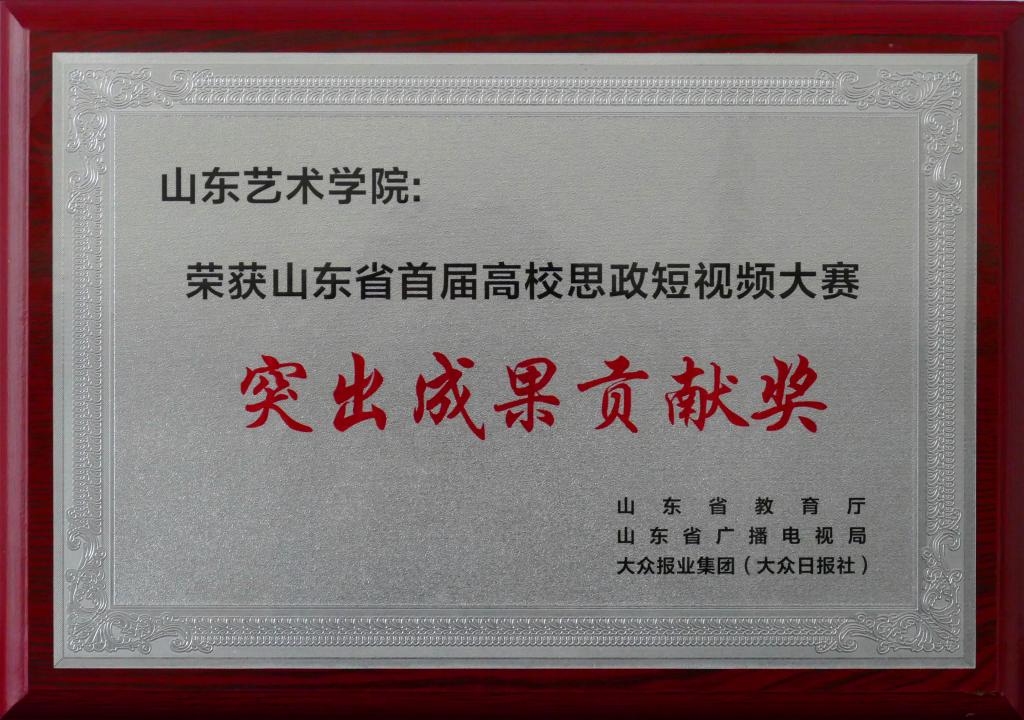 山东艺术学院:
荣获山东省首届高校思政短视频大赛
突出成果贡献奖
山东省教育厅
山东省广播电视局
大众报业集团(大众日报社)